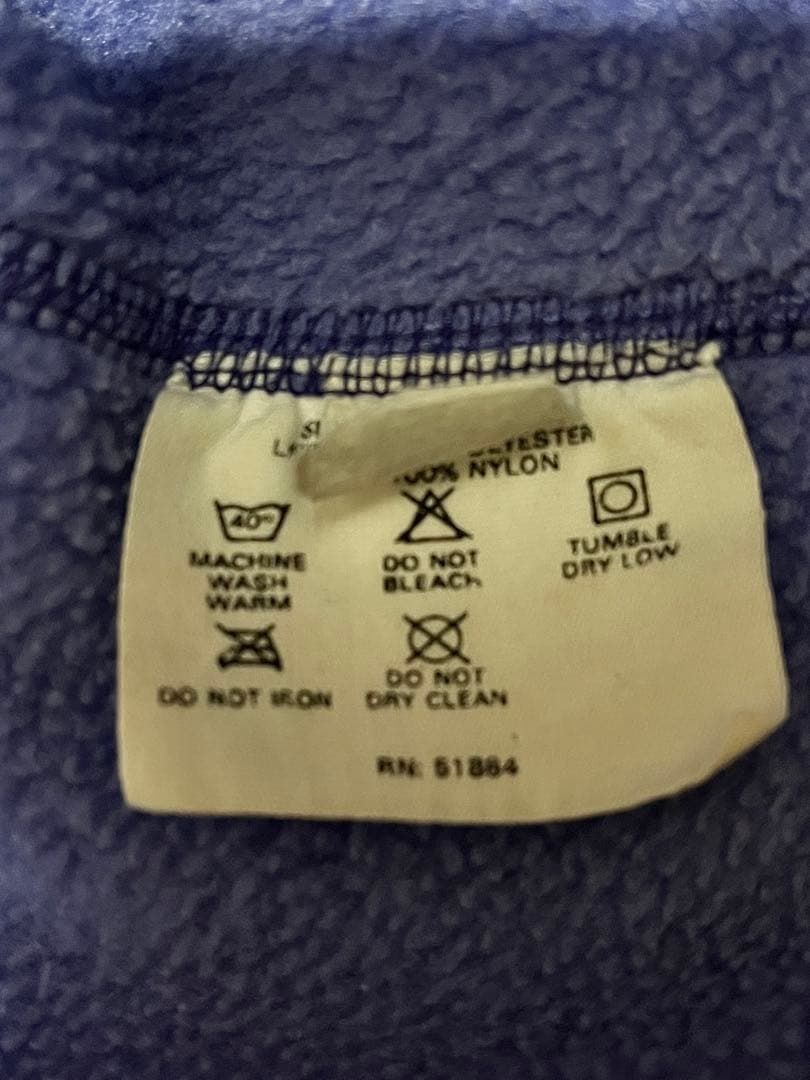 NYLON
40°
MACHINE
WASH
WARM
DO NOT
BLEACH
TUMBLE
DRY LOW
DO NOT IRON
DO NOT
DRY CLEAN
RN: 51884